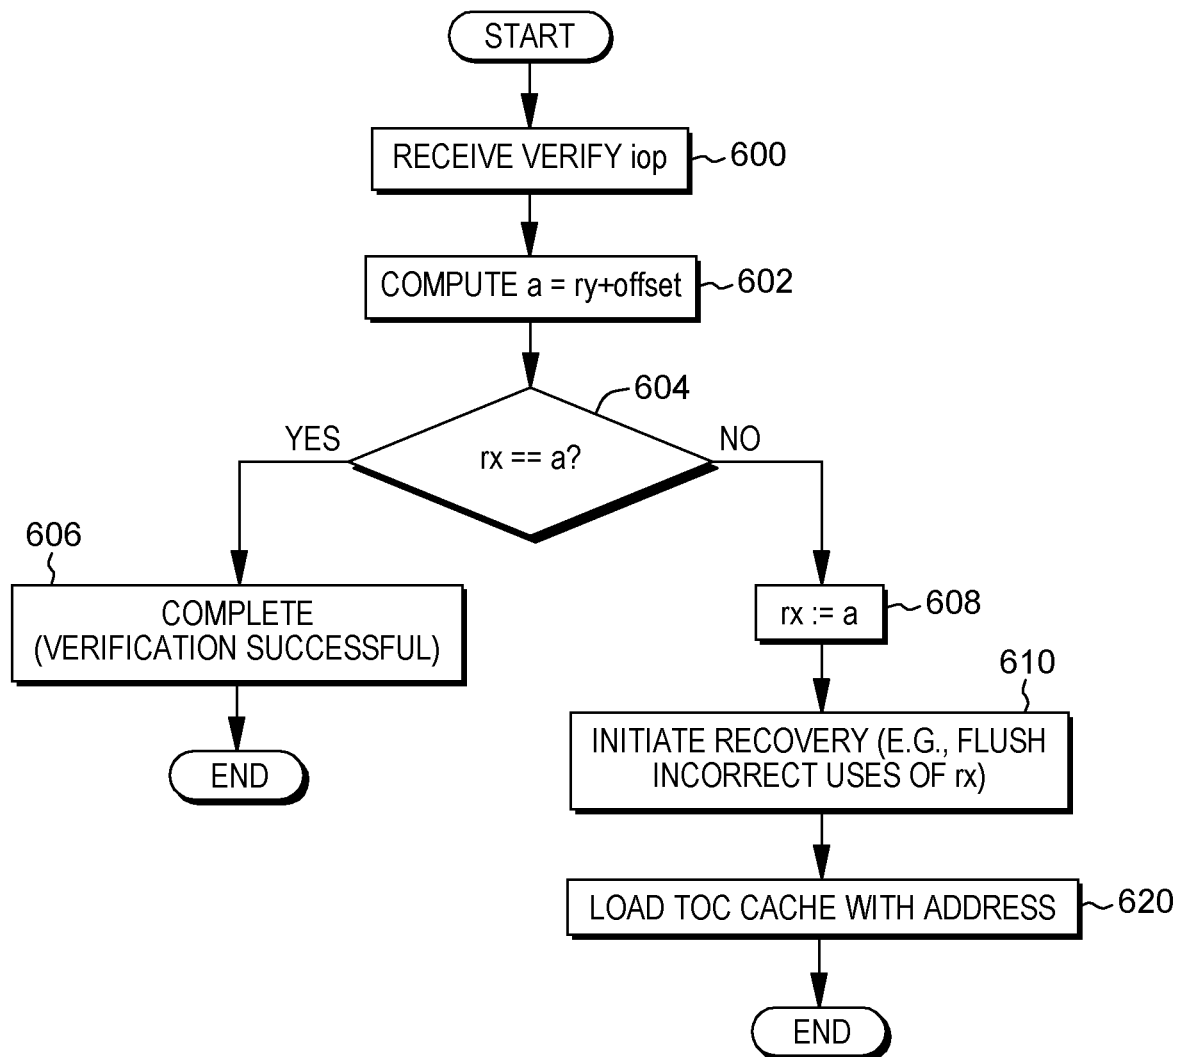 START
RECEIVE VERIFY iop
600
COMPUTE a = ry+offset
602
604
YES
rx == a?
NO
606
COMPLETE
(VERIFICATION SUCCESSFUL)
rx := a
608
610
INITIATE RECOVERY (E.G., FLUSH
INCORRECT USES OF rx)
END
LOAD TOC CACHE WITH ADDRESS
620
END